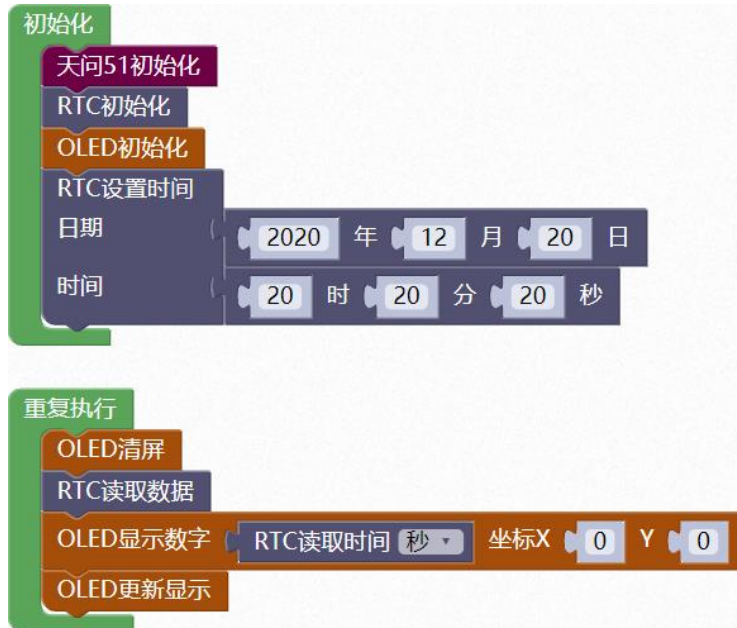 初始化
天问51初始化
RTC初始化
OLED初始化
RTC设置时间
日期 2020 年 12 月 20 日
时间 20 时 20 分 20 秒
重复执行
OLED清屏
RTC读取数据
OLED显示数字 RTC读取时间 秒 坐标X 0 Y 0
OLED更新显示